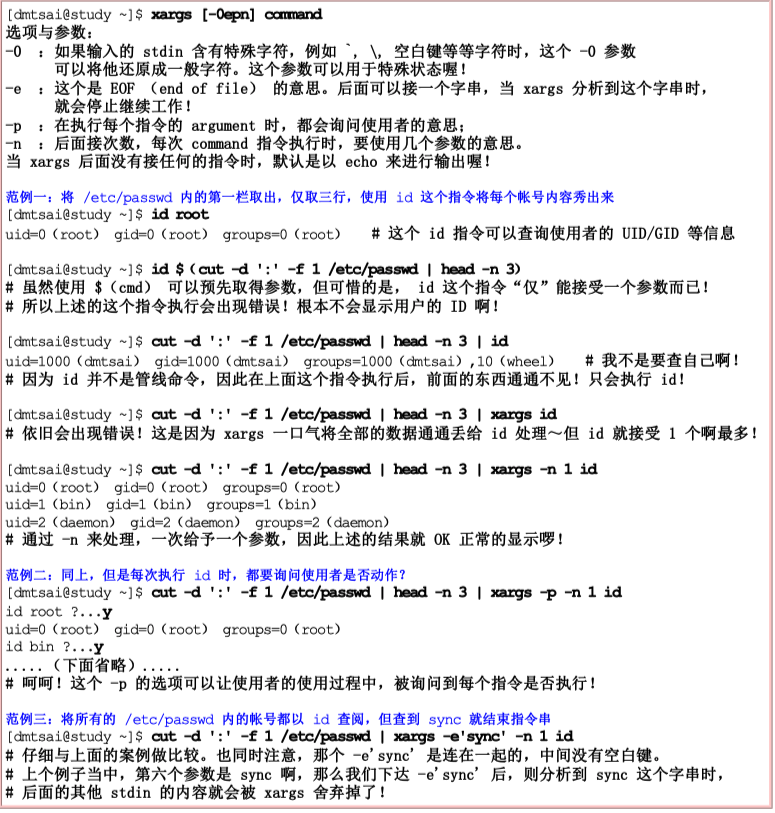 [dmtsai@study ~]$ xargs [-0epn] command
选项与参数：
-0 ：如果输入的 stdin 含有特殊字符，例如 `, \, 空白键等等字符时，这个 -0 参数
可以将他还原成一般字符。这个参数可以用于特殊状态喔！
-e ：这个是 EOF （end of file） 的意思。后面可以接一个字串，当 xargs 分析到这个字串时，
就会停止继续工作！
-p ：在执行每个指令的 argument 时，都会询问使用者的意思；
-n ：后面接次数，每次 command 指令执行时，要使用几个参数的意思。
当 xargs 后面没有接任何的指令时，默认是以 echo 来进行输出喔！
范例一：将 /etc/passwd 内的第一栏取出，仅取三行，使用 id 这个指令将每个帐号内容秀出来
[dmtsai@study ~]$ id root
uid=0（root） gid=0（root） groups=0（root） # 这个 id 指令可以查询使用者的 UID/GID 等信息
[dmtsai@study ~]$ id $（cut -d ':' -f 1 /etc/passwd | head -n 3）
# 虽然使用 $（cmd） 可以预先取得参数，但可惜的是， id 这个指令“仅”能接受一个参数而已！
# 所以上述的这个指令执行会出现错误！根本不会显示用户的 ID 啊！
[dmtsai@study ~]$ cut -d ':' -f 1 /etc/passwd | head -n 3 | id
uid=1000（dmtsai） gid=1000（dmtsai） groups=1000（dmtsai）,10（wheel） # 我不是要查自己啊！
# 因为 id 并不是管线命令，因此在上面这个指令执行后，前面的东西通通不见！只会执行 id！
[dmtsai@study ~]$ cut -d ':' -f 1 /etc/passwd | head -n 3 | xargs id
# 依旧会出现错误！这是因为 xargs 一口气将全部的数据通通丢给 id 处理～但 id 就接受 1 个啊最多！
[dmtsai@study ~]$ cut -d ':' -f 1 /etc/passwd | head -n 3 | xargs -n 1 id
uid=0（root） gid=0（root） groups=0（root）
uid=1（bin） gid=1（bin） groups=1（bin）
uid=2（daemon） gid=2（daemon） groups=2（daemon）
# 通过 -n 来处理，一次给予一个参数，因此上述的结果就 OK 正常的显示啰！
范例二：同上，但是每次执行 id 时，都要询问使用者是否动作？
[dmtsai@study ~]$ cut -d ':' -f 1 /etc/passwd | head -n 3 | xargs -p -n 1 id
id root ?...y
uid=0（root） gid=0（root） groups=0（root）
id bin ?...y
.....（下面省略）.....
# 呵呵！这个 -p 的选项可以让使用者的使用过程中，被询问到每个指令是否执行！
范例三：将所有的 /etc/passwd 内的帐号都以 id 查阅，但查到 sync 就结束指令串
[dmtsai@study ~]$ cut -d ':' -f 1 /etc/passwd | xargs -e'sync' -n 1 id
# 仔细与上面的案例做比较。也同时注意，那个 -e'sync' 是连在一起的，中间没有空白键。
# 上个例子当中，第六个参数是 sync 啊，那么我们下达 -e'sync' 后，则分析到 sync 这个字串时，
# 后面的其他 stdin 的内容就会被 xargs 舍弃掉了！